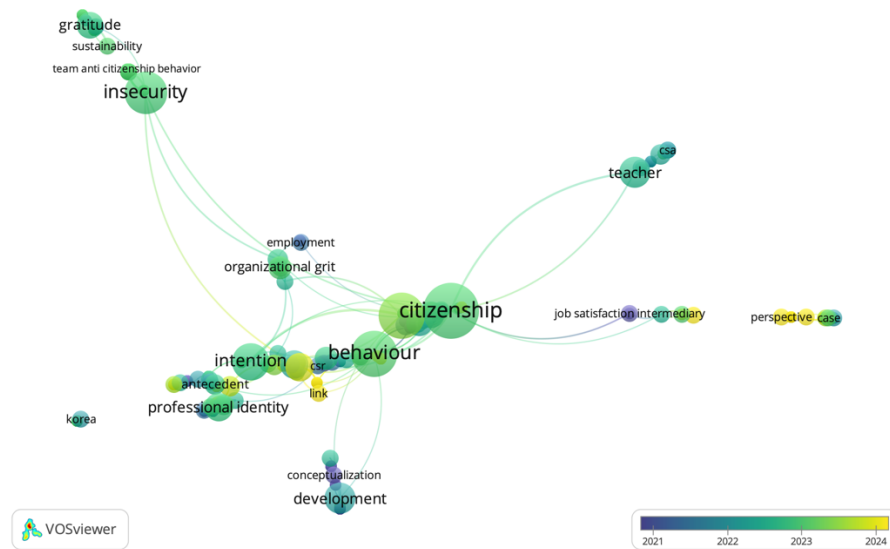 gratitude
sustainability
team anti citizenship behavior
insecurity
csa
teacher
employment
organizational grit
citizenship
job satisfaction intermediary
perspective
case
behaviour
intention
csr
antecedent
link
professional identity
korea
conceptualization
development
VOSviewer
2021 2022 2023 2024